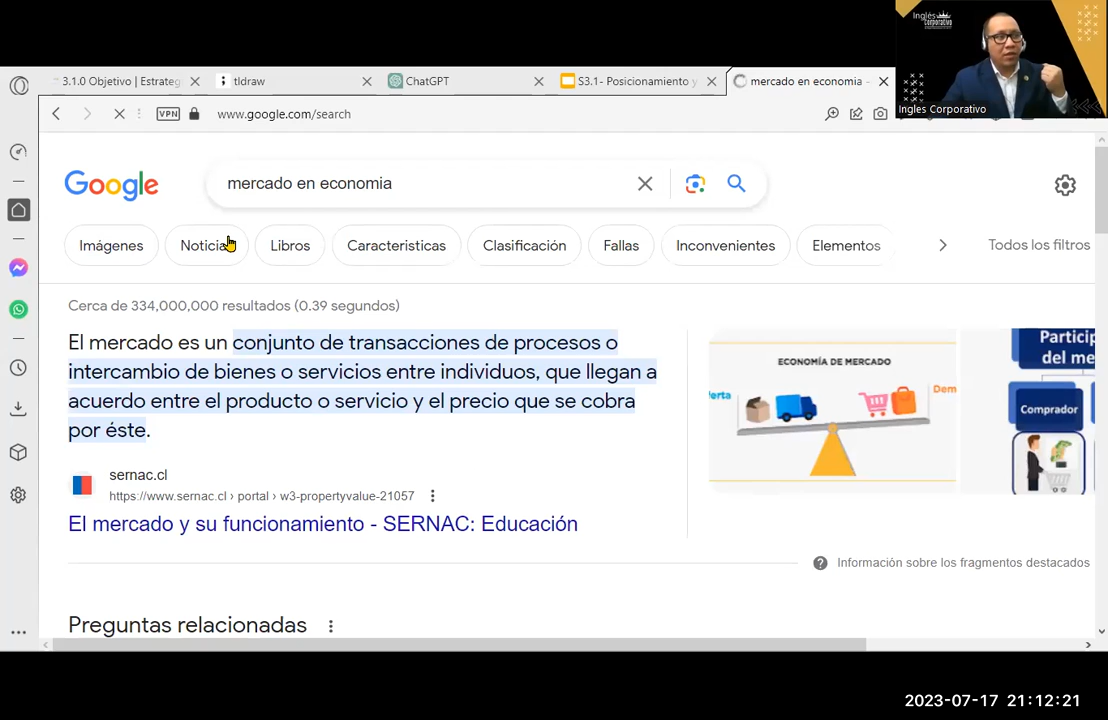 Inglés
Corporativo
Ingles Corporativo
3.1.0 Objetivo | Estrateg
tldraw
ChatGPT
S3.1- Posicionamiento y
mercado en economia -
VPN
www.google.com/search
Google
mercado en economia
Imágenes
Noticias
Libros
Características
Clasificación
Fallas
Inconvenientes
Elementos
Todos los filtros
Cerca de 334,000,000 resultados (0.39 segundos)
El mercado es un conjunto de transacciones de procesos o
intercambio de bienes o servicios entre individuos, que llegan a
acuerdo entre el producto o servicio y el precio que se cobra
por éste.
ECONOMÍA DE MERCADO
ferta
Dem
Particip
del me
Comprador
sernac.cl
https://www.sernac.cl › portal › w3-propertyvalue-21057
El mercado y su funcionamiento - SERNAC: Educación
Información sobre los fragmentos destacados
Preguntas relacionadas
2023-07-17 21:12:21